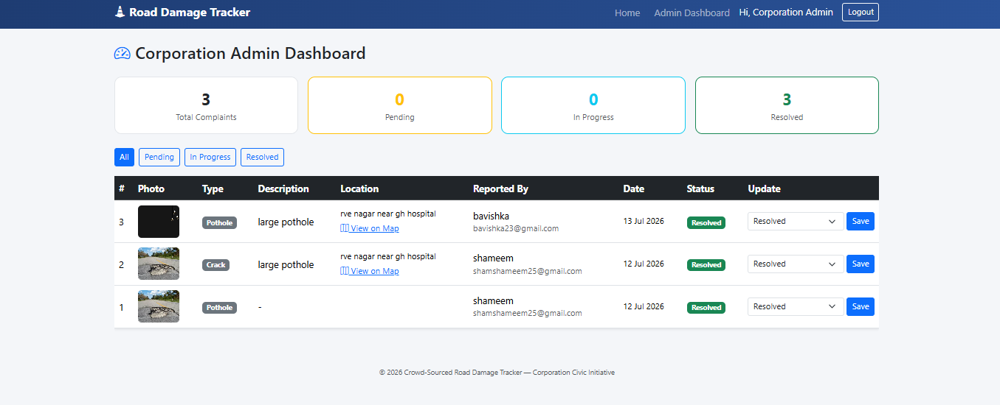 Road Damage Tracker Home Admin Dashboard Hi, Corporation Admin Logout
Corporation Admin Dashboard
3 0 0 3
Total Complaints Pending In Progress Resolved
All Pending In Progress Resolved
# Photo Type Description Location Reported By Date Status Update
3 Pothole large pothole rve nagar near gh hospital bavishka 13 Jul 2026 Resolved Resolved Save
View on Map bavishka23@gmail.com
2 Crack large pothole rve nagar near gh hospital shameem 12 Jul 2026 Resolved Resolved Save
View on Map shamshameem25@gmail.com
1 Pothole - shameem 12 Jul 2026 Resolved Resolved Save
shamshameem25@gmail.com
© 2026 Crowd-Sourced Road Damage Tracker — Corporation Civic Initiative